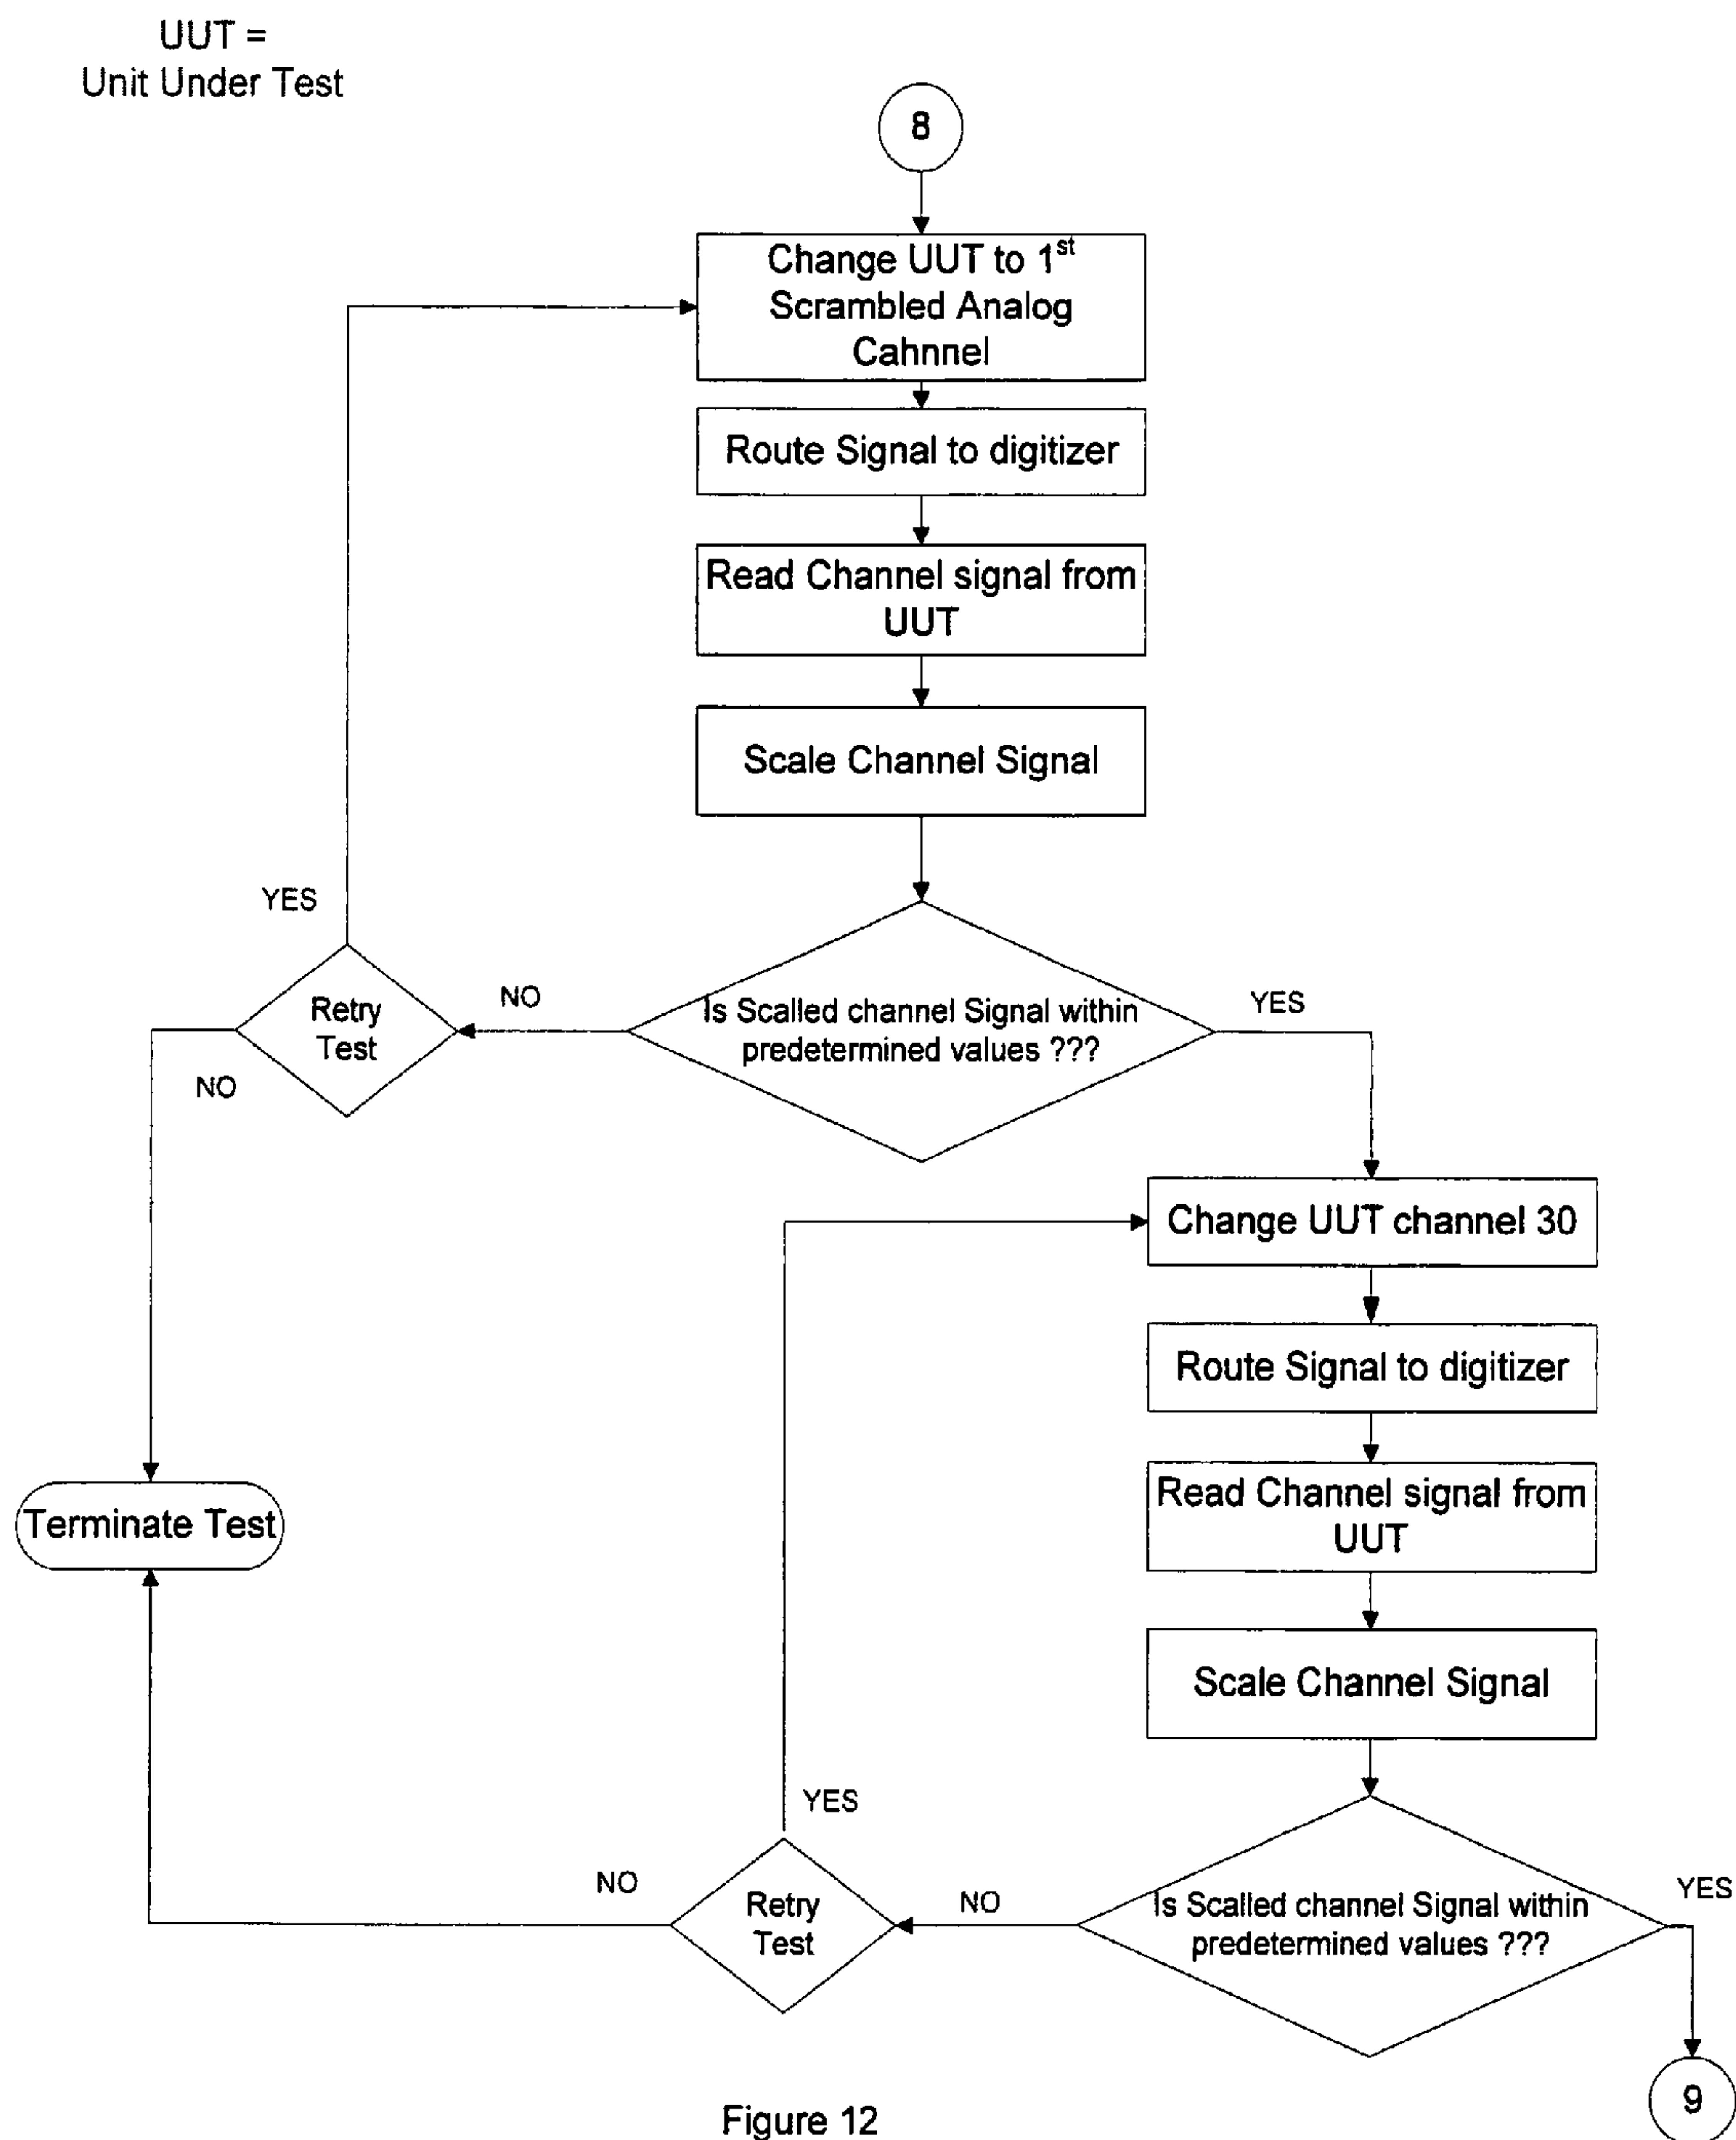 UUT =
Unit Under Test
8
Change UUT to 1st
Scrambled Analog
Cahnnel
Route Signal to digitizer
Read Channel signal from
UUT
Scale Channel Signal
YES
Retry
Test
NO
Is Scalled channel Signal within
predetermined values ???
YES
NO
Change UUT channel 30
Route Signal to digitizer
Terminate Test
Read Channel signal from
UUT
Scale Channel Signal
YES
NO
Retry
Test
NO
Is Scalled channel Signal within
predetermined values ???
YES
9
Figure 12